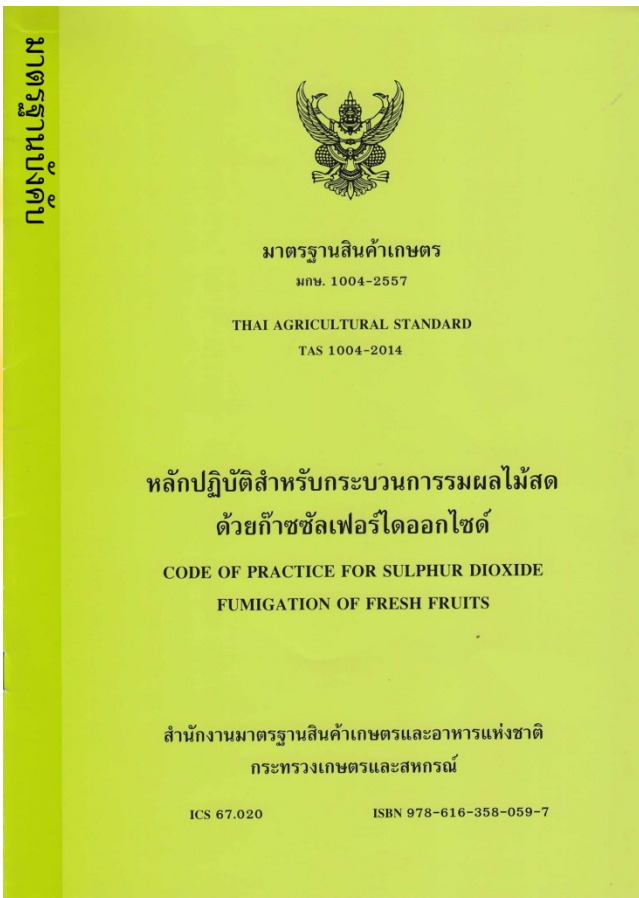 มาตรฐานบังคับ
มาตรฐานสินค้าเกษตร
มกษ. 1004-2557
THAI AGRICULTURAL STANDARD
TAS 1004-2014
หลักปฏิบัติสำหรับกระบวนการรมผลไม้สด
ด้วยก๊าซซัลเฟอร์ไดออกไซด์
CODE OF PRACTICE FOR SULPHUR DIOXIDE
FUMIGATION OF FRESH FRUITS
สำนักงานมาตรฐานสินค้าเกษตรและอาหารแห่งชาติ
กระทรวงเกษตรและสหกรณ์
ICS 67.020 ISBN 978-616-358-059-7